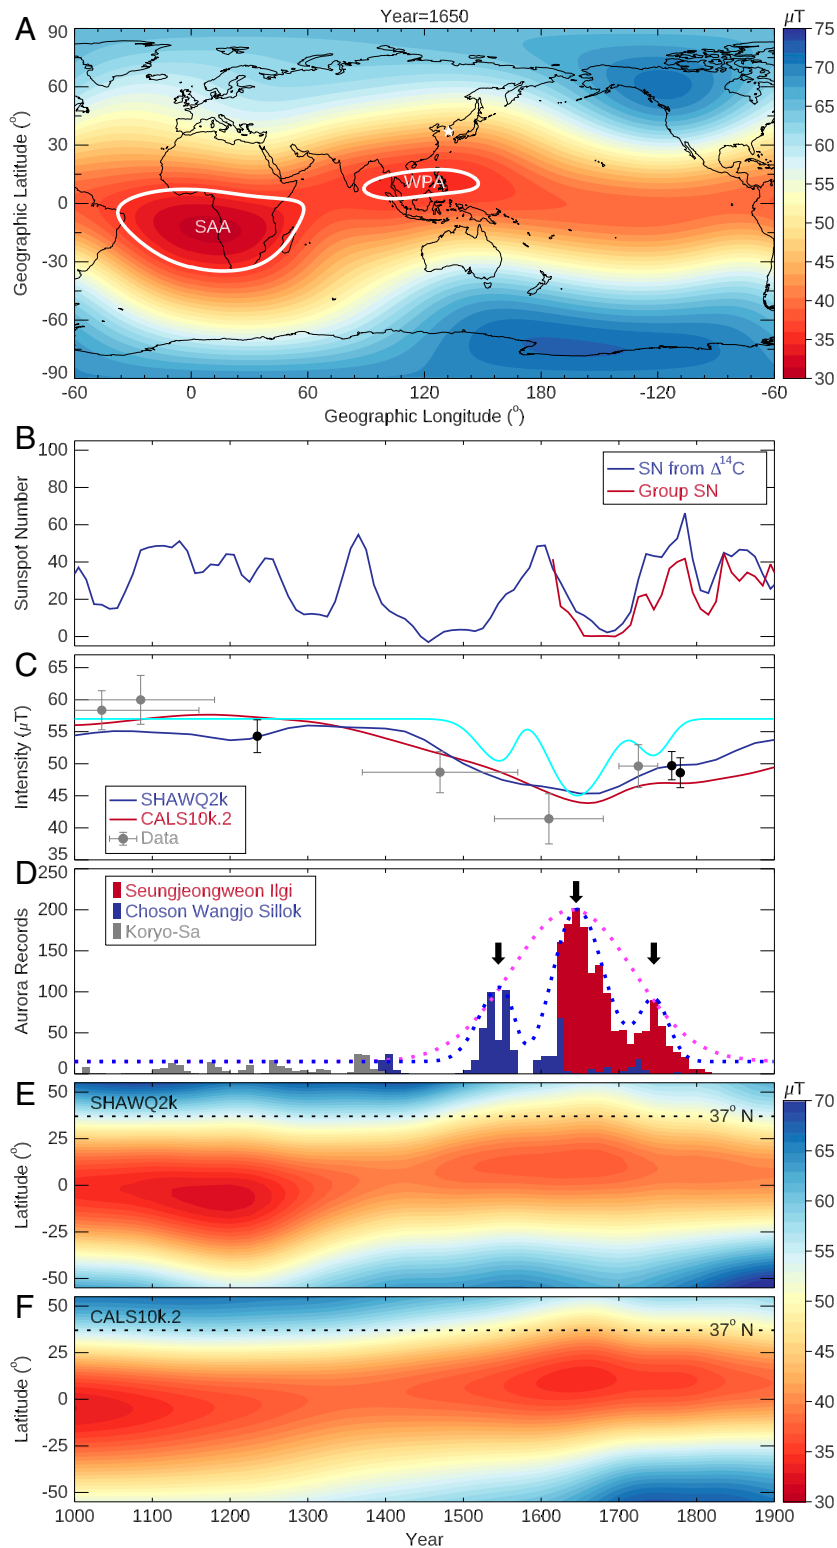 A
Year=1650
μT
90
60
30
0
-30
-60
-90
Geographic Latitude (°)
SAA
WPA
-60
0
60
120
180
-120
-60
Geographic Longitude (°)
75
70
65
60
55
50
45
40
35
30
B
100
80
60
40
20
0
Sunspot Number
SN from Δ¹⁴C
Group SN
C
65
60
55
50
45
40
35
Intensity (μT)
SHAWQ2k
CALS10k.2
Data
D
250
200
150
100
50
0
Aurora Records
Seungjeongweon Ilgi
Choson Wangjo Sillok
Koryo-Sa
E
50
25
0
-25
-50
Latitude (°)
SHAWQ2k
37° N
μT
70
65
60
55
50
45
40
35
30
F
50
25
0
-25
-50
Latitude (°)
CALS10k.2
37° N
1000
1100
1200
1300
1400
1500
1600
1700
1800
1900
Year